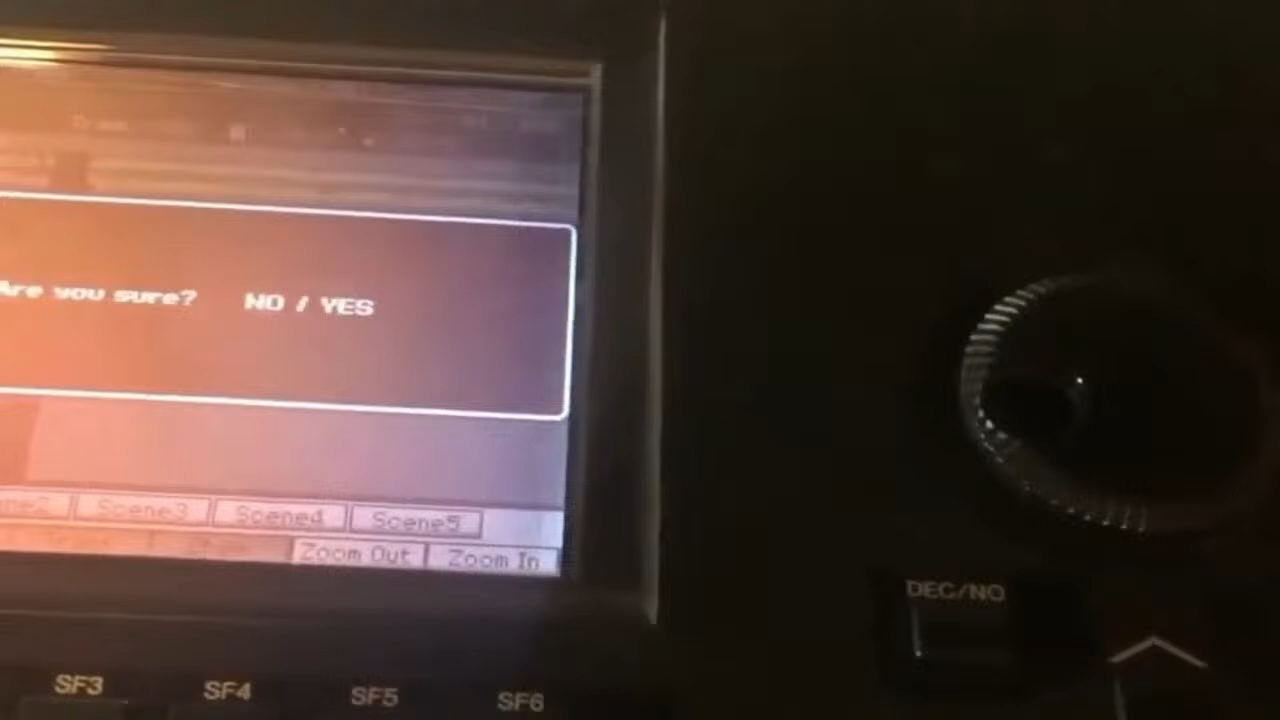 Are you sure? NO / YES
Scene3 Scene4 Scene5
Zoom Out Zoom In
DEC/NO
SF3 SF4 SF5 SF6